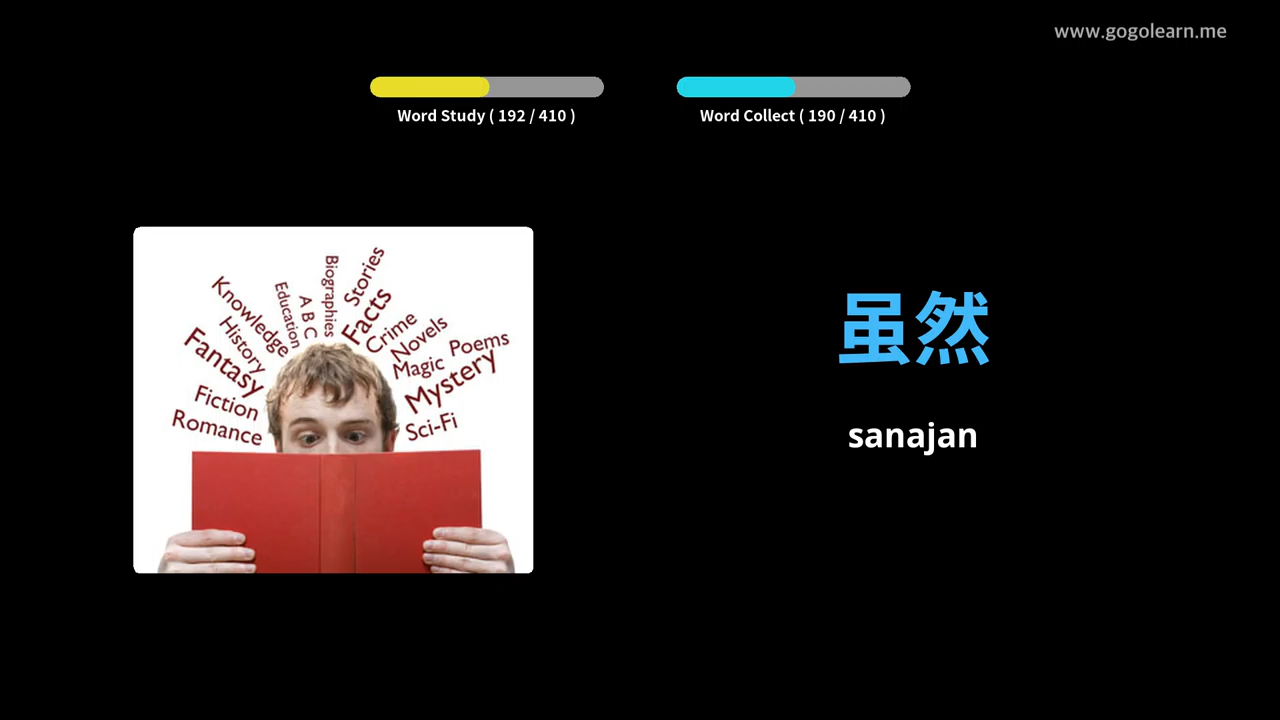 www.gogolearn.me
Word Study ( 192 / 410 )
Word Collect ( 190 / 410 )
Biographies
Stories
Education
A B C
Facts
Knowledge
Crime
History
Novels
Fantasy
Magic
Poems
Mystery
Fiction
Romance
Sci-Fi
虽然
sanajan